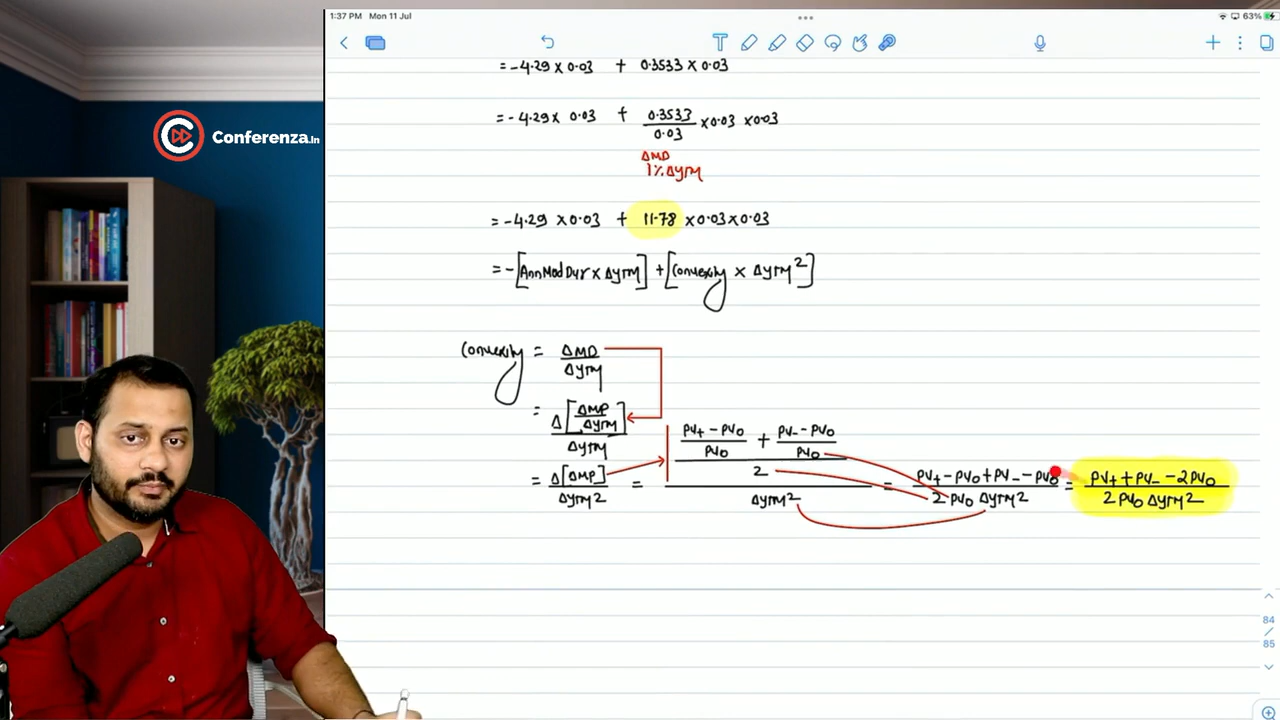 1:37 PM Mon 11 Jul
63%
Conferenza.in
= -4.29 x 0.03 + 0.3533 x 0.03
= -4.29 x 0.03 + 0.3533/0.03 x 0.03 x 0.03
ΔMD
1% Δytm
= -4.29 x 0.03 + 11.78 x 0.03 x 0.03
= -[AnnModDur x Δytm] + [Convexity x Δytm²]
Convexity = ΔMD/Δytm
= Δ[ΔMP/Δytm]/Δytm
= Δ[ΔMP]/Δytm² = ((PV+ - PV0)/PV0 + (PV- - PV0)/PV0)/2/Δytm² = (PV+ - PV0 + PV- - PV0)/(2 PV0 Δytm²) = (PV+ + PV- - 2PV0)/(2 PV0 Δytm²)
84
/
85